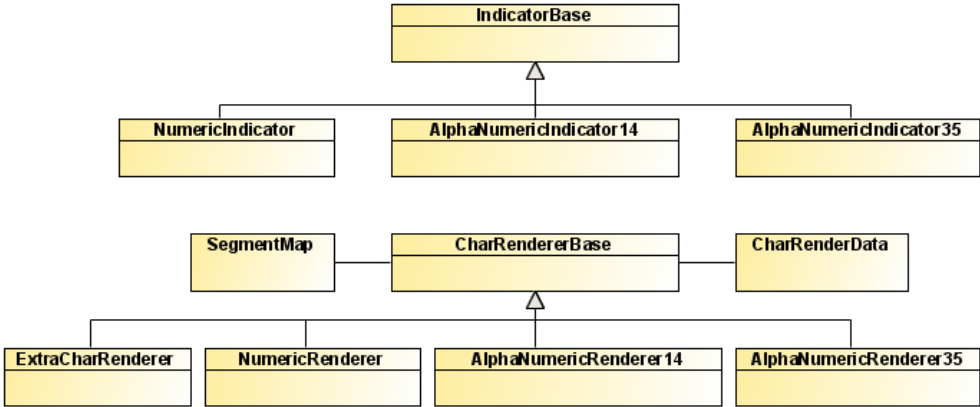 IndicatorBase
NumericIndicator
AlphaNumericIndicator14
AlphaNumericIndicator35
SegmentMap
CharRendererBase
CharRenderData
ExtraCharRenderer
NumericRenderer
AlphaNumericRenderer14
AlphaNumericRenderer35